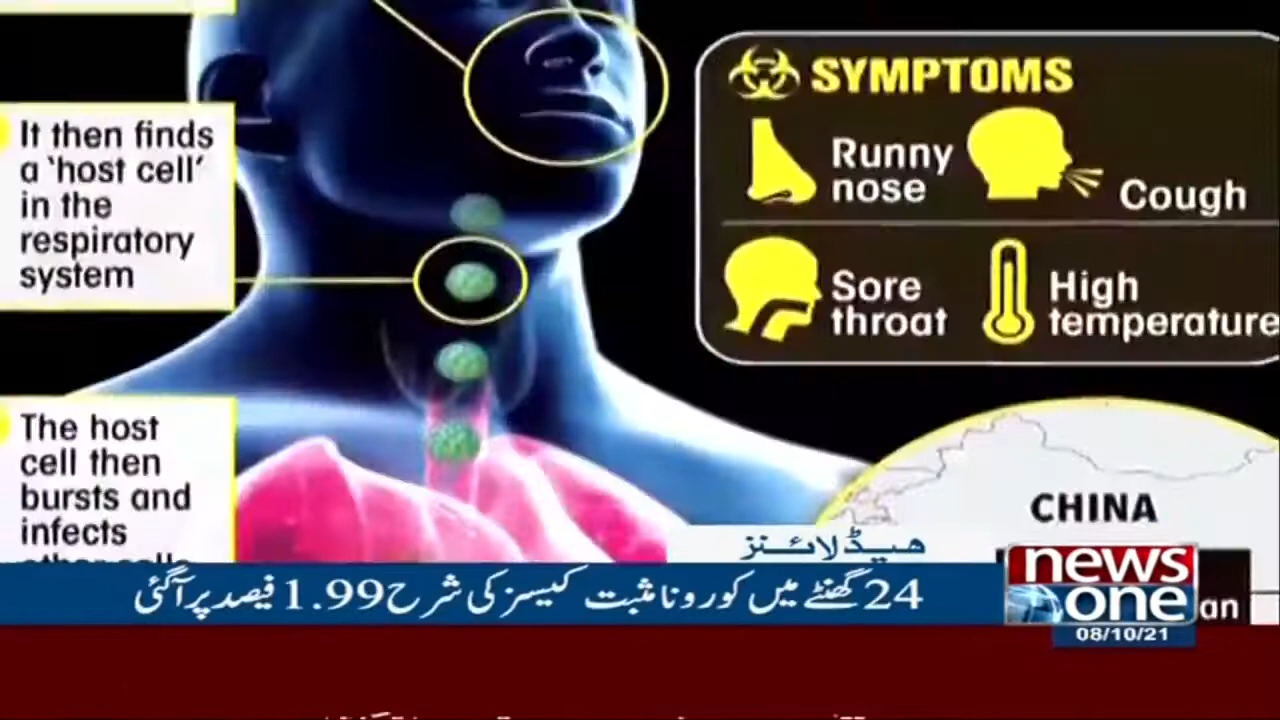 It then finds
a 'host cell'
in the
respiratory
system
The host
cell then
bursts and
infects
SYMPTOMS
Runny
nose
Cough
Sore
throat
High
temperature
CHINA
ہیڈلائنز
24 گھنٹے میں کورونا مثبت کیسز کی شرح 1.99 فیصد پر آگئی
news
one
an
08/10/21